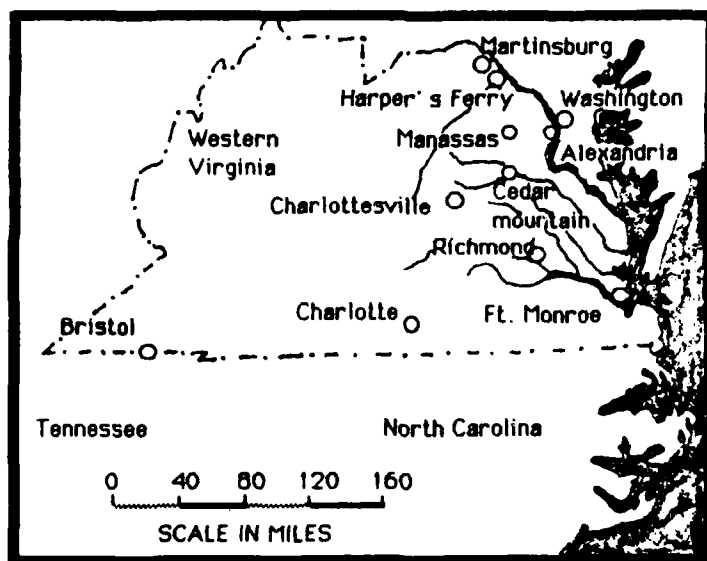 Martinsburg
Harper's Ferry
Washington
Western
Virginia
Manassas
Alexandria
Cedar
mountain
Charlottesville
Richmond
Charlotte
Ft. Monroe
Bristol
Tennessee
North Carolina
0 40 80 120 160
SCALE IN MILES